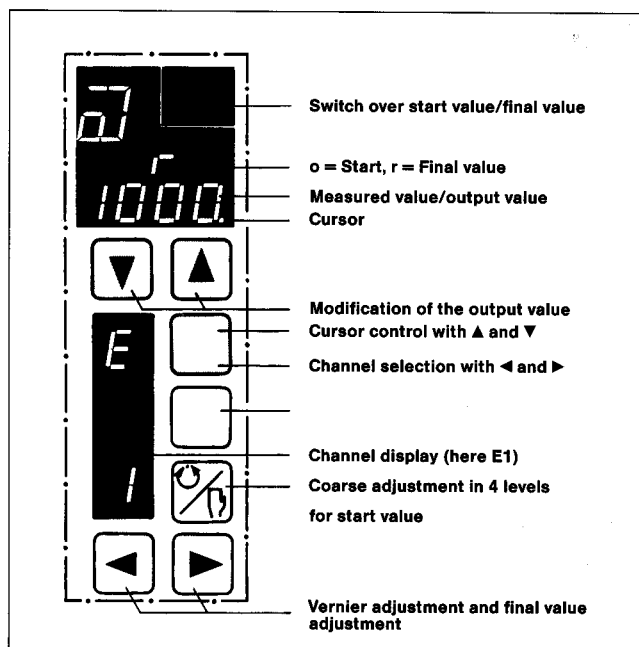 Switch over start value/final value
r
o = Start, r = Final value
1000.
Measured value/output value
Cursor
Modification of the output value
E
Cursor control with ▲ and ▼
Channel selection with ◄ and ►
Channel display (here E1)
1
Coarse adjustment in 4 levels
for start value
Vernier adjustment and final value
adjustment